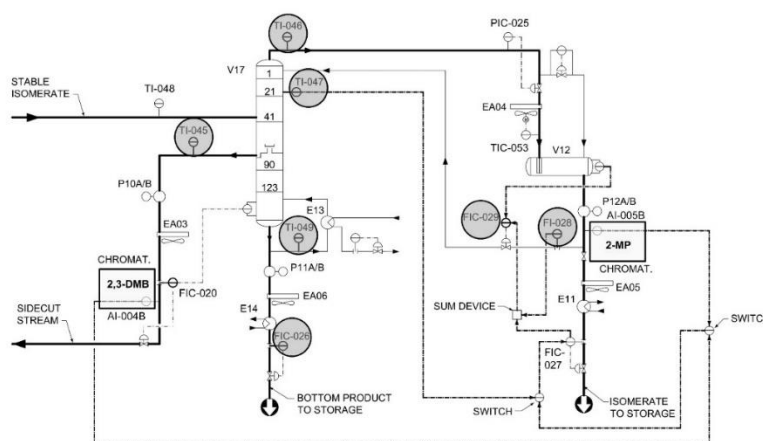 TI-046
PIC-025
V17
1
TI-047
STABLE
ISOMERATE
TI-048
21
EA04
41
TI-045
TIC-053
V12
90
P10A/B
123
P12A/B
AI-005B
EA03
E13
FIC-029
FI-028
2-MP
TI-049
CHROMAT.
P11A/B
CHROMAT.
2,3-DMB
FIC-020
EA06
EA05
SIDECUT
STREAM
AI-004B
E14
SUM DEVICE
E11
FIC-026
SWITC
FIC-
027
BOTTOM PRODUCT
TO STORAGE
SWITCH
ISOMERATE
TO STORAGE